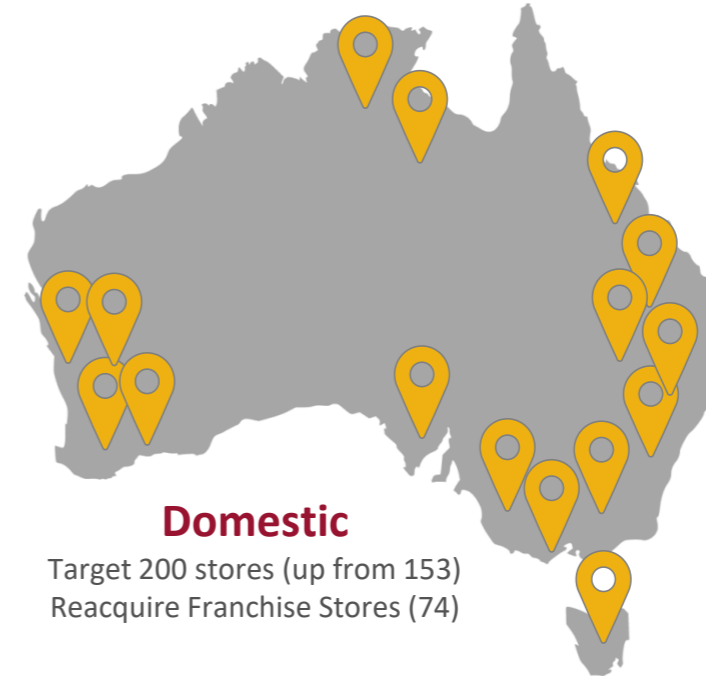 Domestic
Target 200 stores (up from 153)
Reacquire Franchise Stores (74)